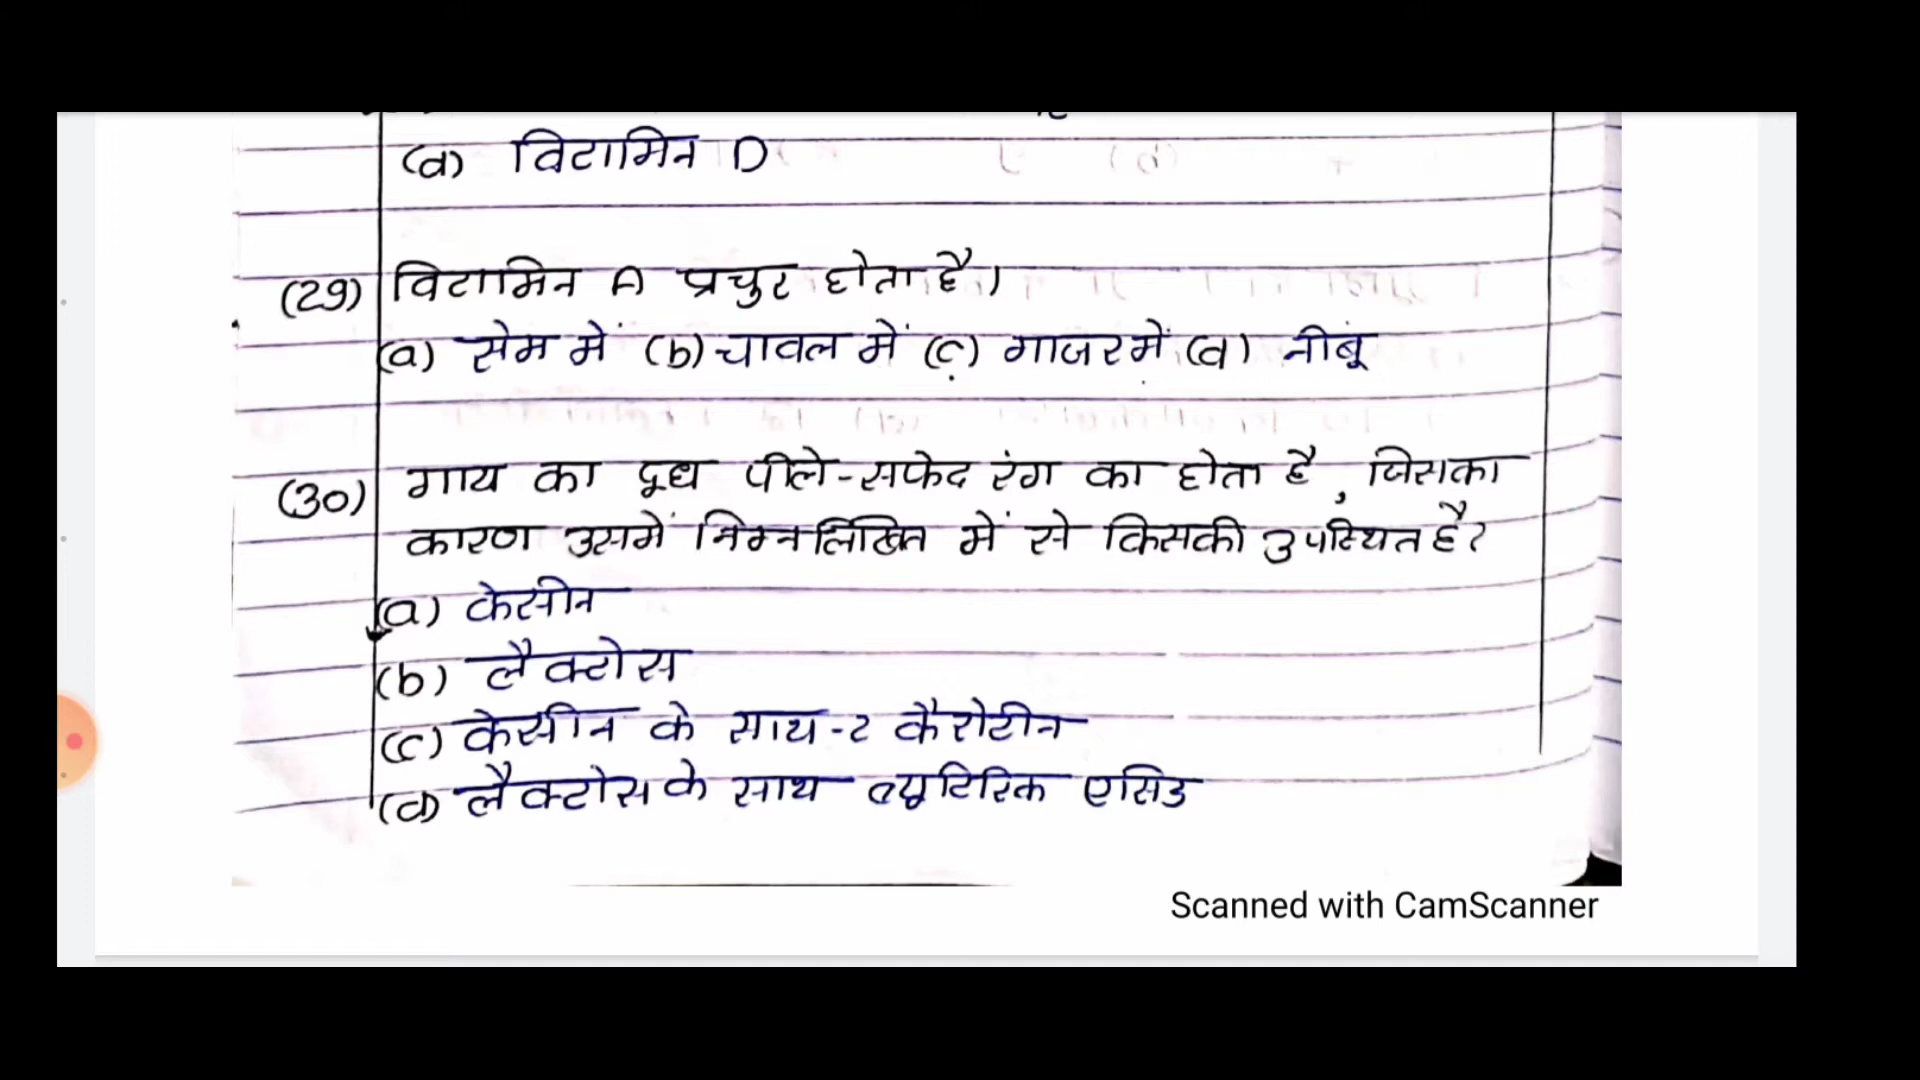 (d) विटामिन D
(29) विटामिन A प्रचुर होता है।
(a) सेम में (b) चावल में (c) गाजर में (d) नीबू
(30) गाय का दूध पीले-सफेद रंग का होता है, जिसका
कारण उसमें निम्नलिखित में से किसकी उपस्थित है?
(a) केसीन
(b) लैक्टोस
(c) केसीन के साथ-2 कैरोटीन
(d) लैक्टोस के साथ ब्यूटिरिक एसिड
Scanned with CamScanner